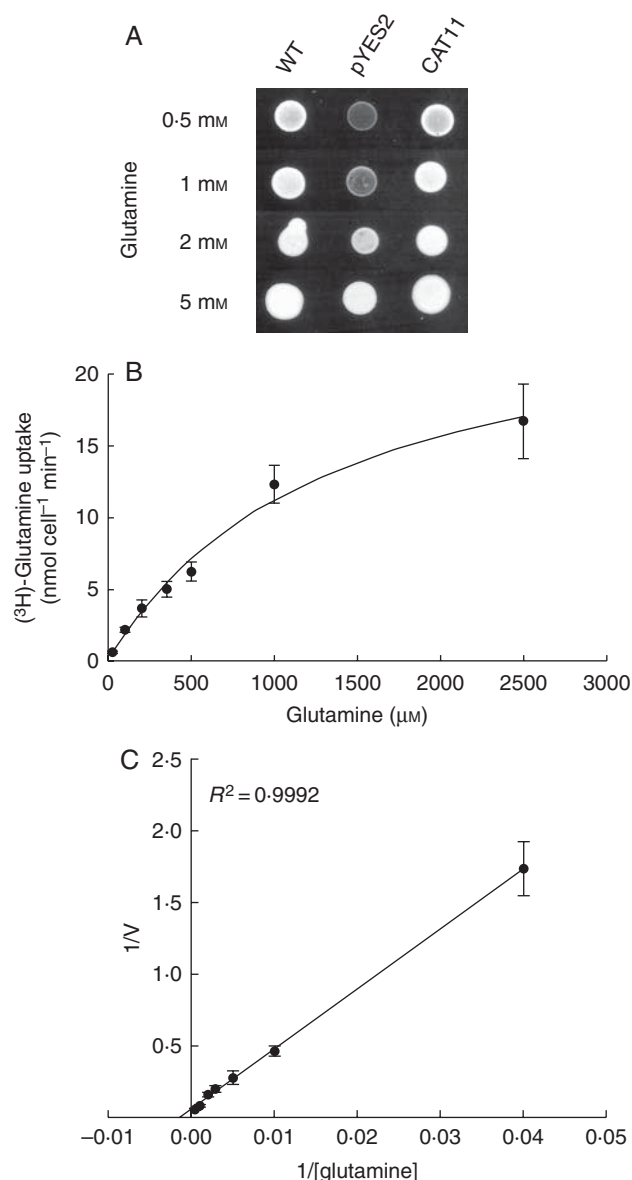 A
WT
pYES2
CAT11
Glutamine
0·5 mM
1 mM
2 mM
5 mM
B
(³H)-Glutamine uptake
(nmol cell⁻¹ min⁻¹)
20
15
10
5
0
0 500 1000 1500 2000 2500 3000
Glutamine (μM)
C
R² = 0·9992
1/V
2·5
2·0
1·5
1·0
0·5
–0·01 0·00 0·01 0·02 0·03 0·04 0·05
1/[glutamine]